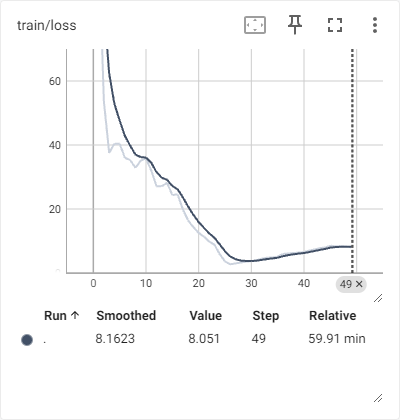 train/loss
60
40
20
0 10 20 30 40 49 ✕
Run ↑ Smoothed Value Step Relative
. 8.1623 8.051 49 59.91 min